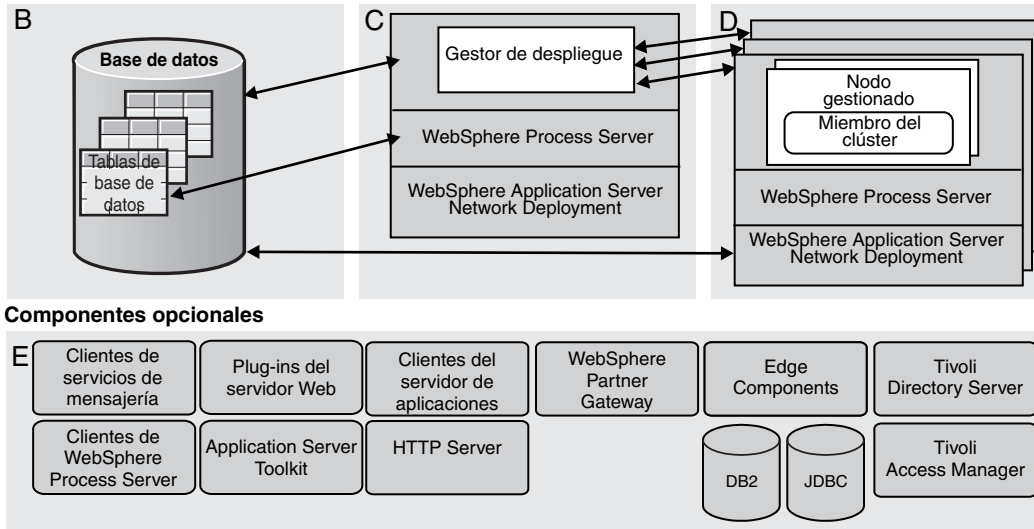 B
Base de datos
Tablas de
base de
datos
C
Gestor de despliegue
WebSphere Process Server
WebSphere Application Server
Network Deployment
D
Nodo
gestionado
Miembro del
clúster
WebSphere Process Server
WebSphere Application Server
Network Deployment
Componentes opcionales
E
Clientes de
servicios de
mensajería
Plug-ins del
servidor Web
Clientes del
servidor de
aplicaciones
WebSphere
Partner
Gateway
Edge
Components
Tivoli
Directory Server
Clientes de
WebSphere
Process Server
Application Server
Toolkit
HTTP Server
DB2
JDBC
Tivoli
Access Manager